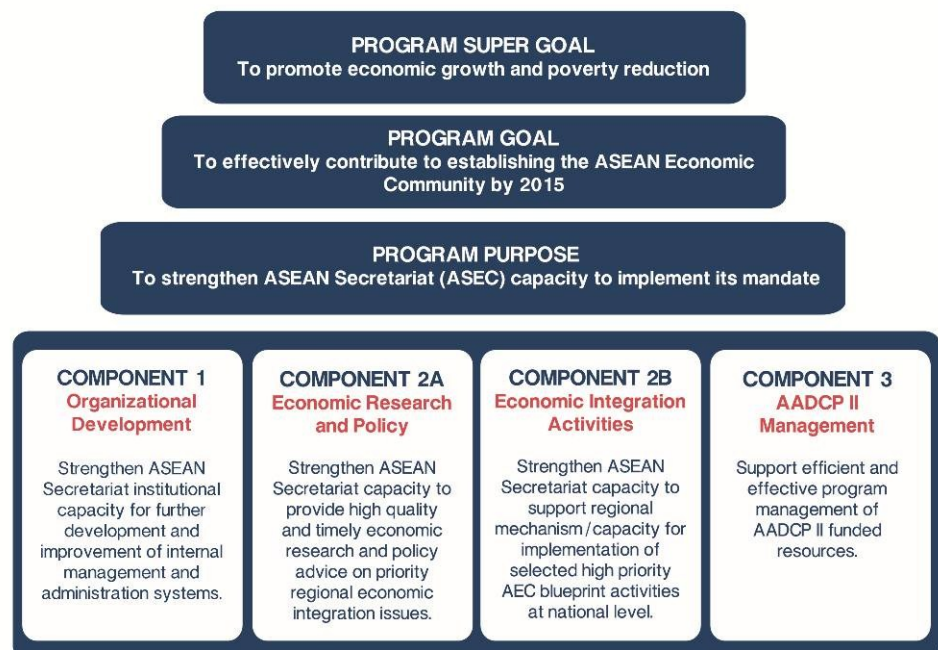 PROGRAM SUPER GOAL
To promote economic growth and poverty reduction
PROGRAM GOAL
To effectively contribute to establishing the ASEAN Economic
Community by 2015
PROGRAM PURPOSE
To strengthen ASEAN Secretariat (ASEC) capacity to implement its mandate
COMPONENT 1
Organizational
Development
Strengthen ASEAN
Secretariat institutional
capacity for further
development and
improvement of internal
management and
administration systems.
COMPONENT 2A
Economic Research
and Policy
Strengthen ASEAN
Secretariat capacity to
provide high quality
and timely economic
research and policy
advice on priority
regional economic
integration issues.
COMPONENT 2B
Economic Integration
Activities
Strengthen ASEAN
Secretariat capacity to
support regional
mechanism/capacity for
implementation of
selected high priority
AEC blueprint activities
at national level.
COMPONENT 3
AADCP II
Management
Support efficient and
effective program
management of
AADCP II funded
resources.